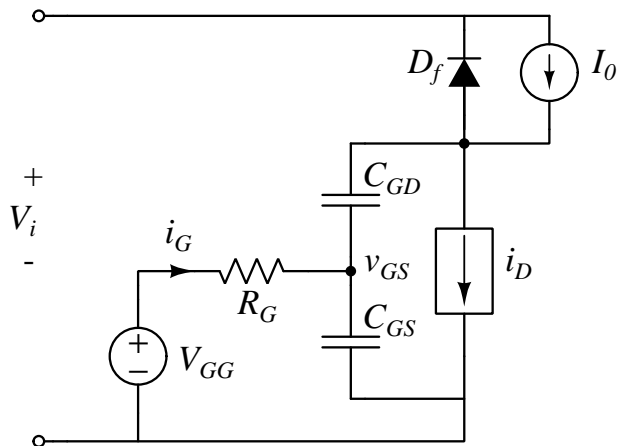 D_f
I_0
+
V_i
-
C_GD
i_G
v_GS
i_D
R_G
C_GS
+
−
V_GG